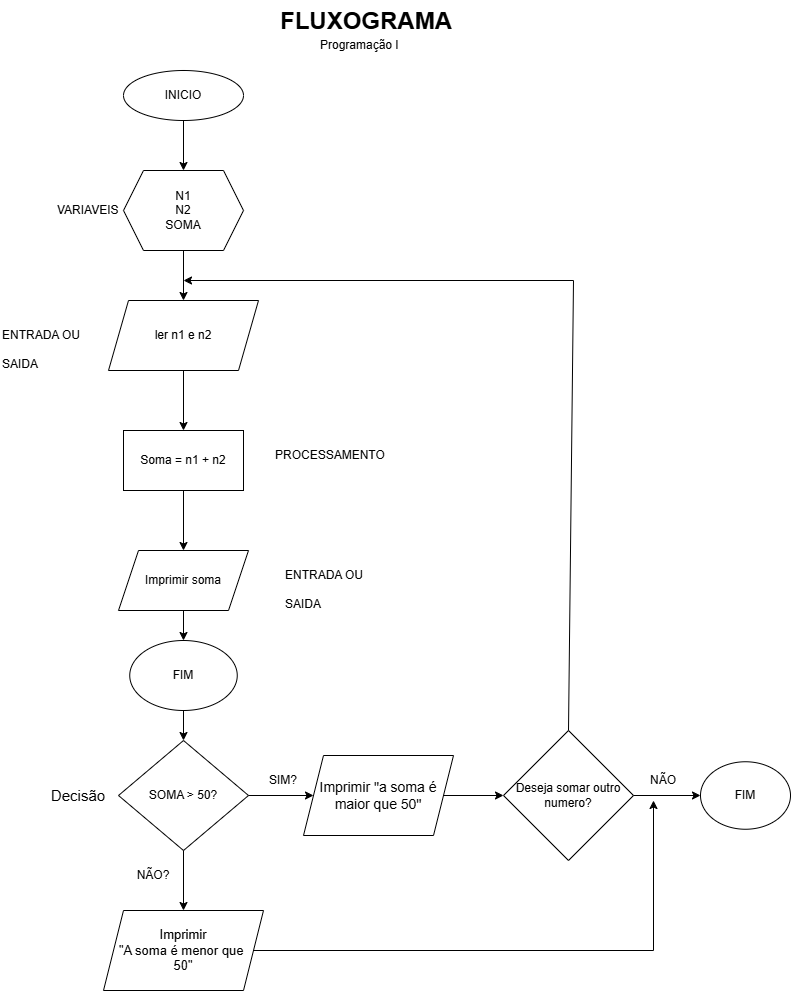 FLUXOGRAMA
Programação I
INICIO
VARIAVEIS
N1
N2
SOMA
ENTRADA OU
SAIDA
ler n1 e n2
Soma = n1 + n2
PROCESSAMENTO
Imprimir soma
ENTRADA OU
SAIDA
FIM
Decisão
SOMA > 50?
SIM?
Imprimir "a soma é
maior que 50"
Deseja somar outro
numero?
NÃO
FIM
NÃO?
Imprimir
"A soma é menor que
50"